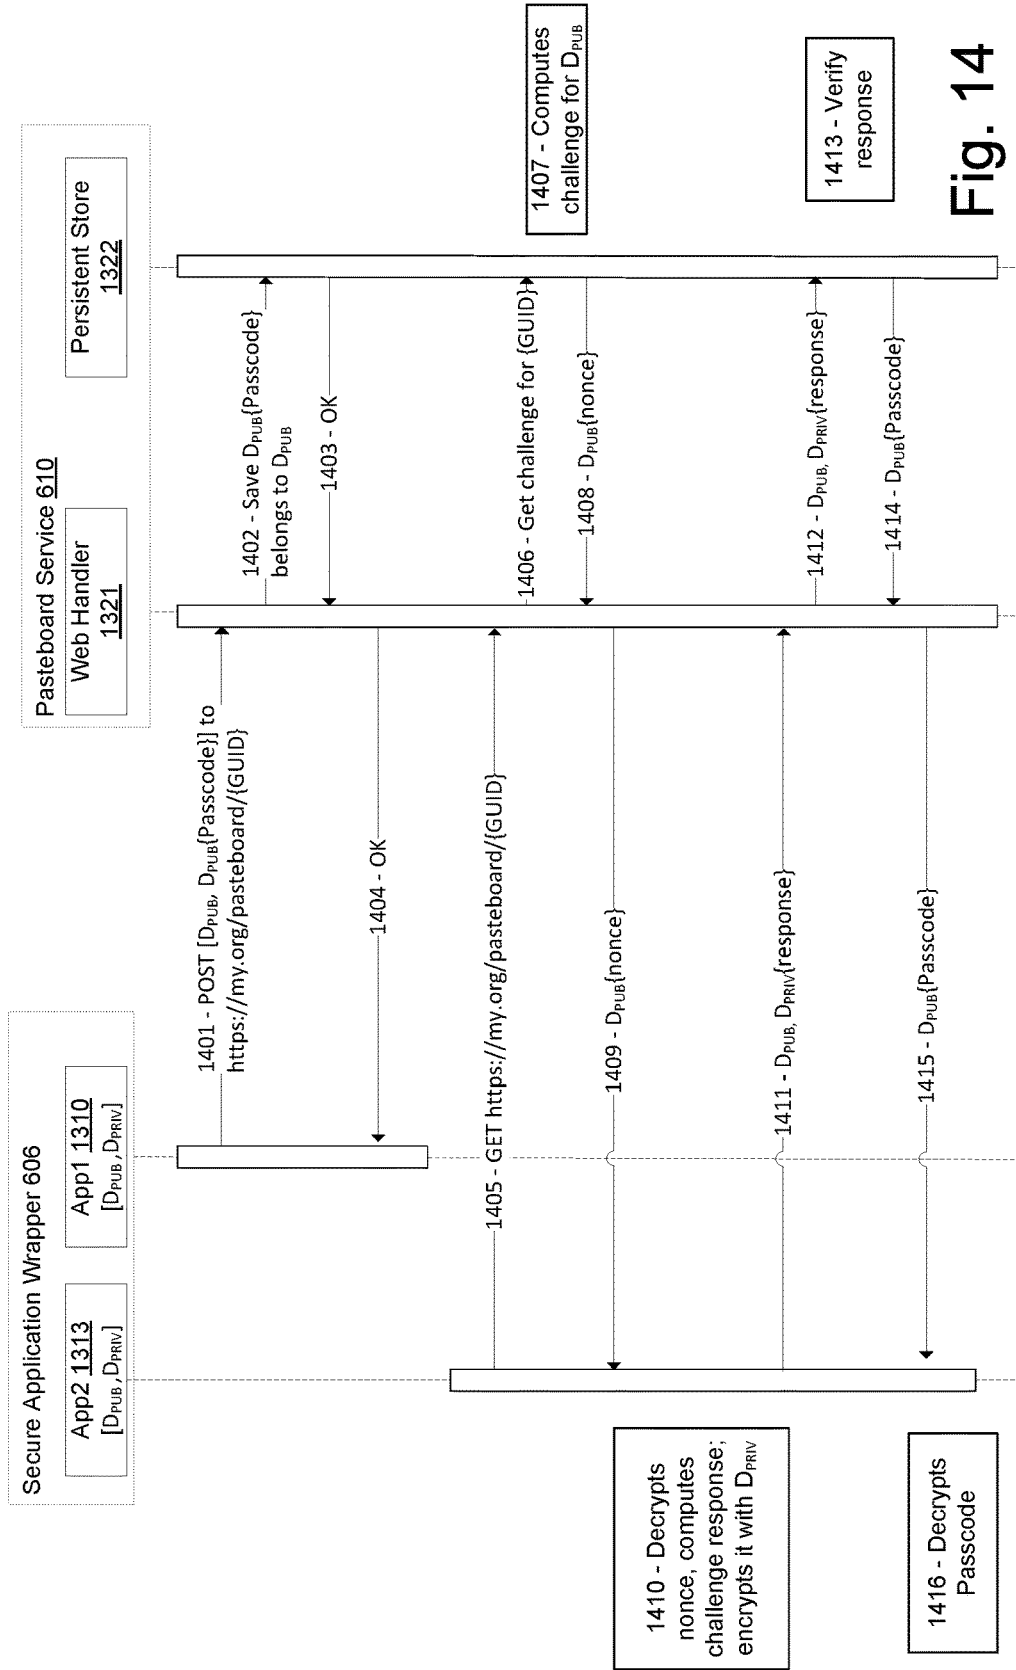 Secure Application Wrapper 606
App2 1313
[DPUB, DPRIV]
App1 1310
[DPUB, DPRIV]
Pasteboard Service 610
Web Handler
1321
Persistent Store
1322
1401 - POST [DPUB, DPUB{Passcode}] to
https://my.org/pasteboard/{GUID}
1402 - Save DPUB{Passcode}
belongs to DPUB
1403 - OK
1404 - OK
1405 - GET https://my.org/pasteboard/{GUID}
1406 - Get challenge for {GUID}
1407 - Computes
challenge for DPUB
1408 - DPUB{nonce}
1409 - DPUB{nonce}
1410 - Decrypts
nonce, computes
challenge response;
encrypts it with DPRIV
1411 - DPUB, DPRIV{response}
1412 - DPUB, DPRIV{response}
1413 - Verify
response
1414 - DPUB{Passcode}
1415 - DPUB{Passcode}
1416 - Decrypts
Passcode
Fig. 14